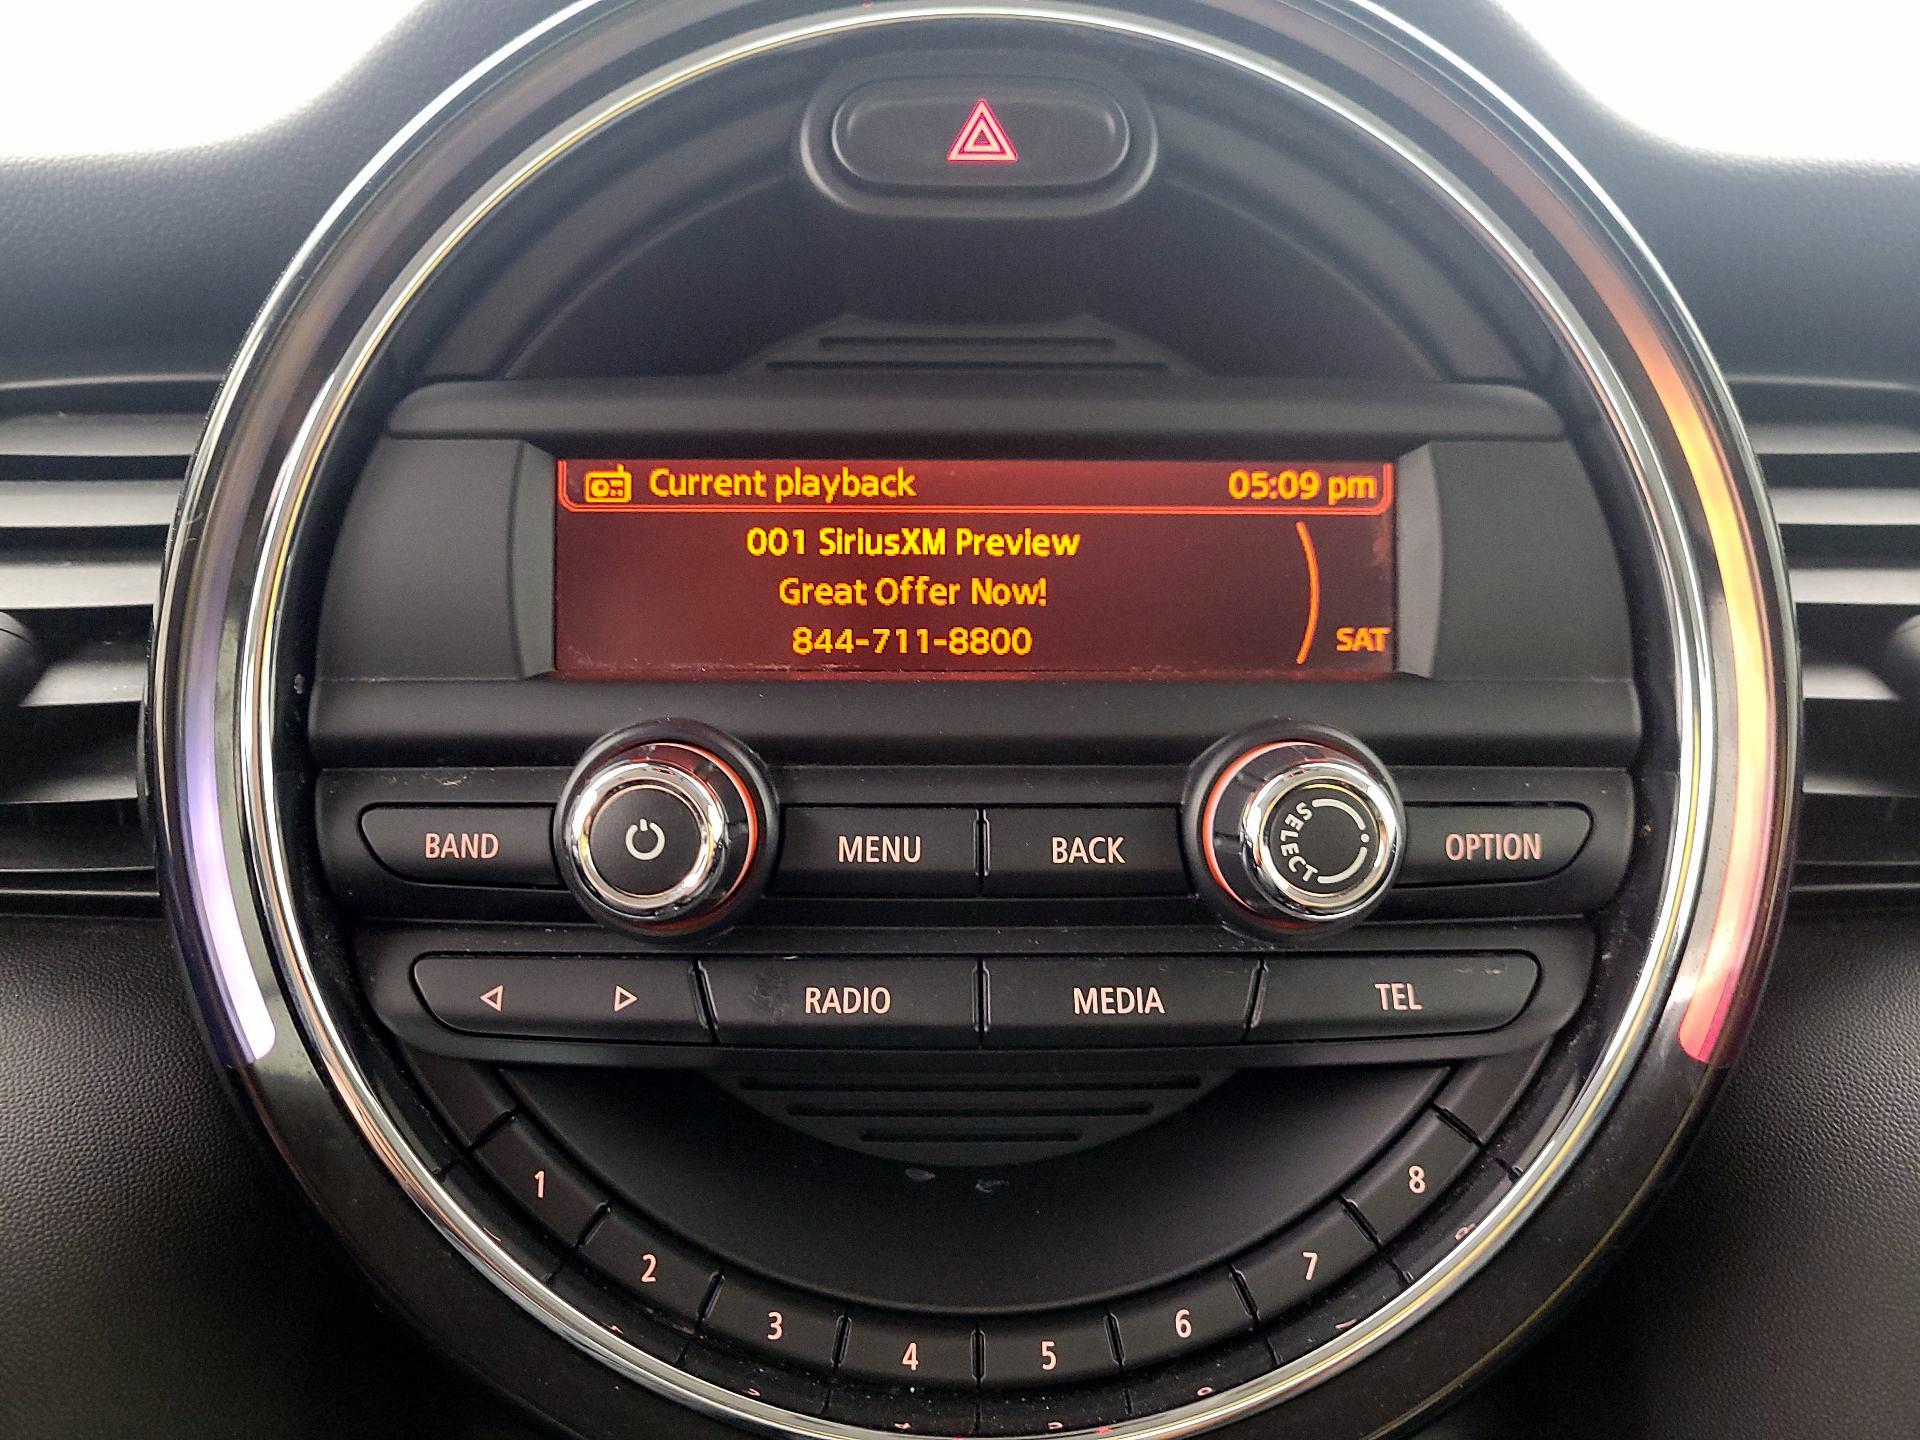 Current playback 05:09 pm
001 SiriusXM Preview
Great Offer Now!
844-711-8800
SAT
BAND MENU BACK SELECT OPTION
RADIO MEDIA TEL
1 2 3 4 5 6 7 8